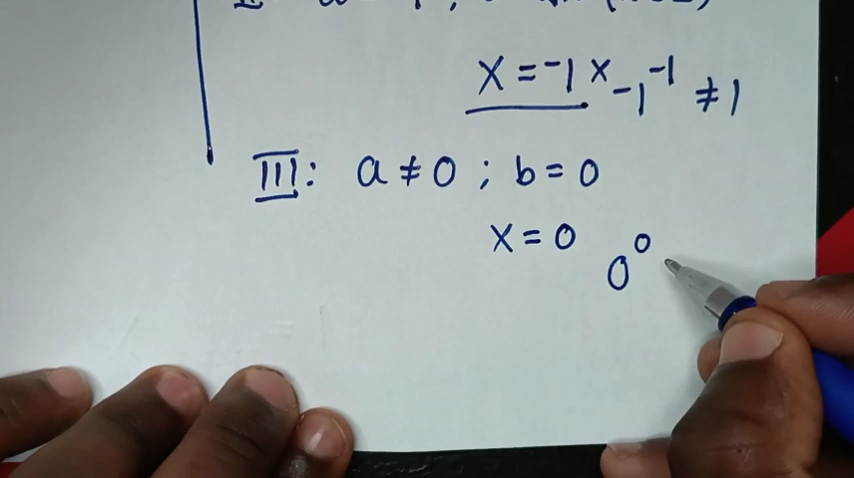 x = -1 x -1^-1 ≠ 1
III: a ≠ 0 ; b = 0
x = 0 0^0